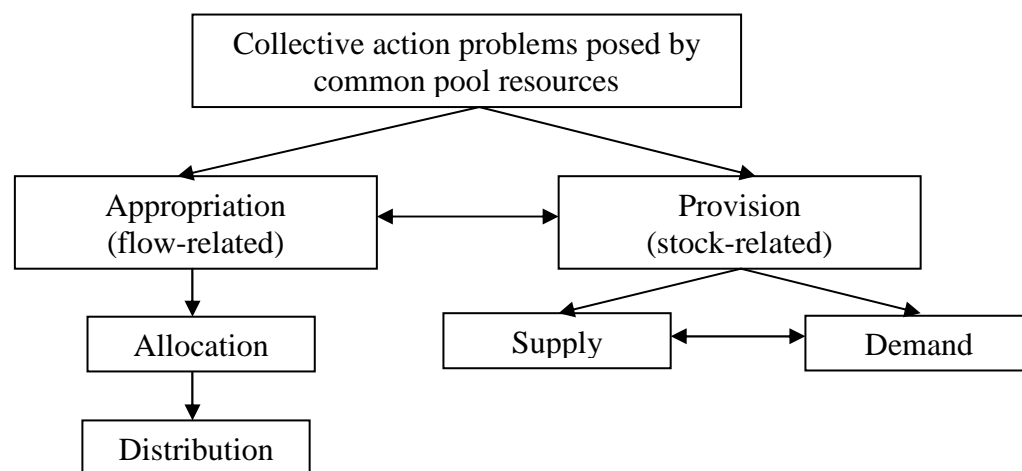 Collective action problems posed by
common pool resources
Appropriation
(flow-related)
Provision
(stock-related)
Allocation
Supply
Demand
Distribution